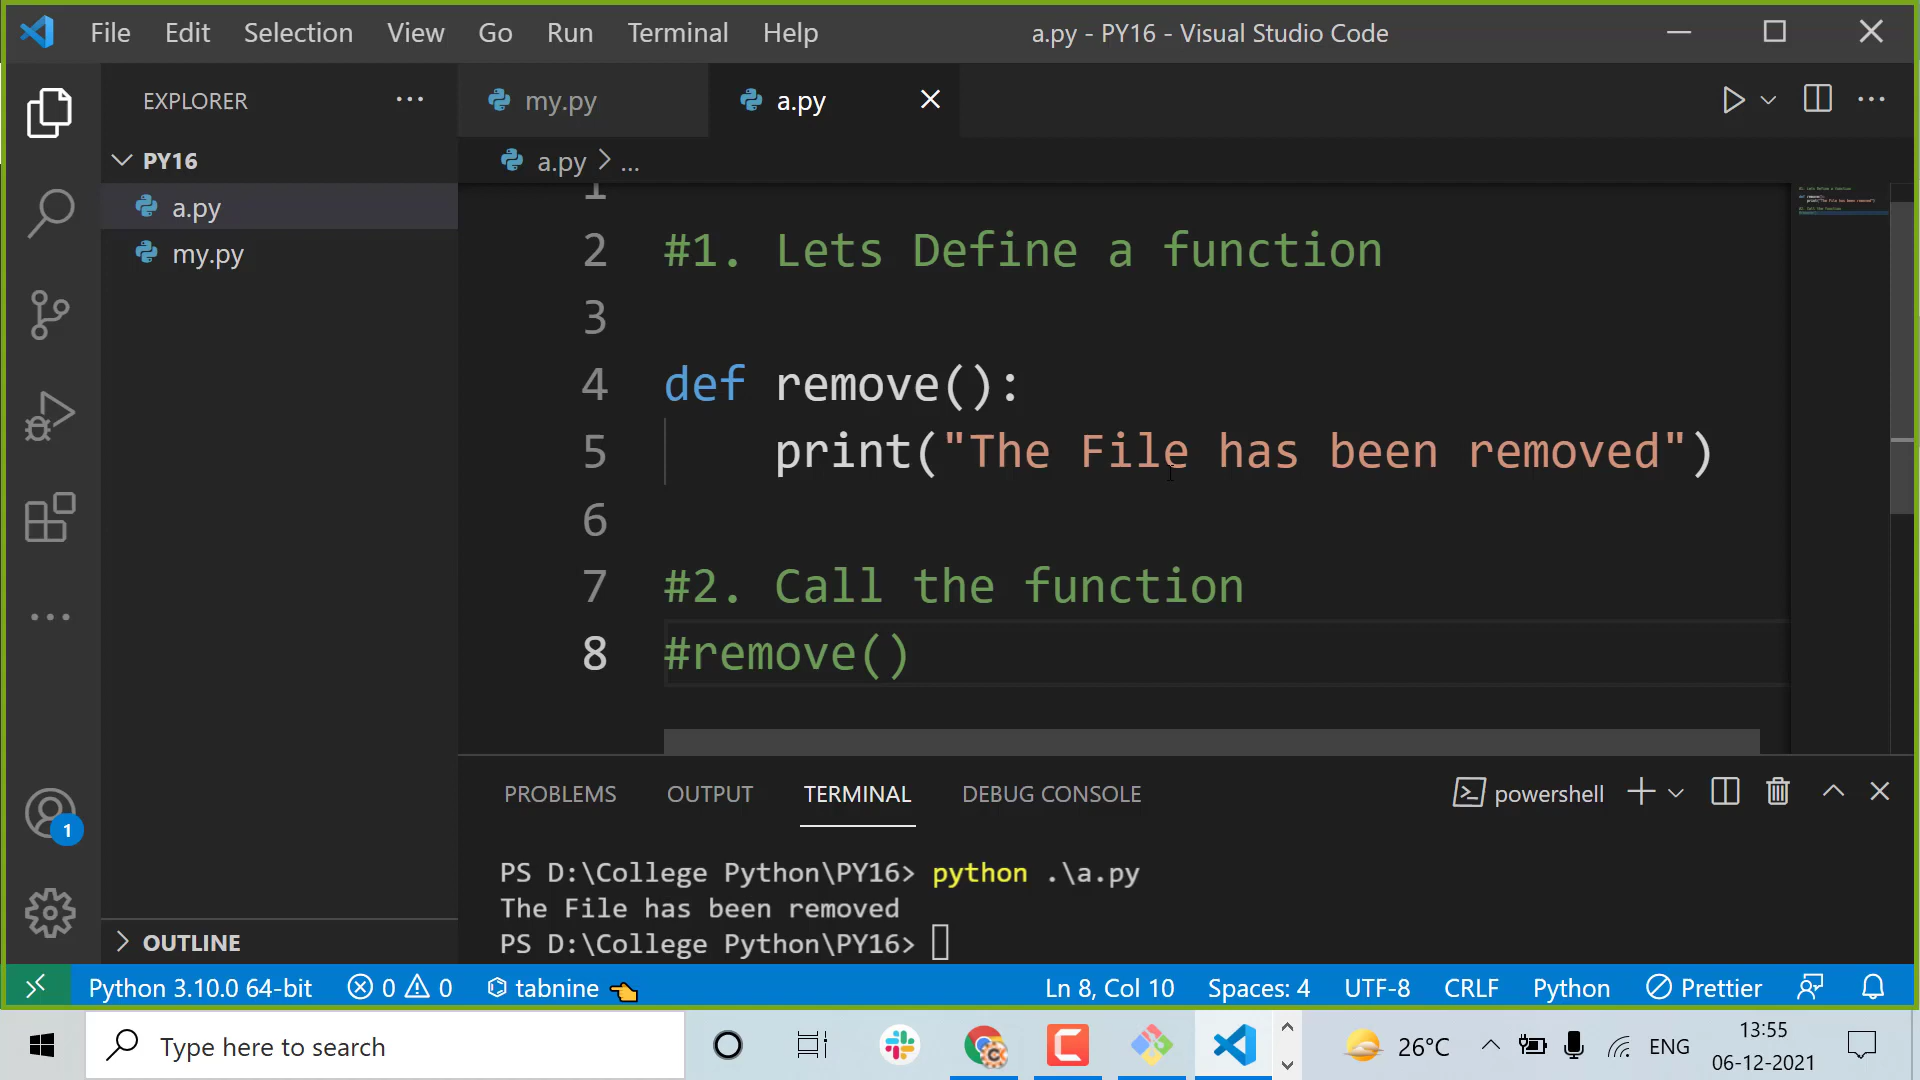 File Edit Selection View Go Run Terminal Help
a.py - PY16 - Visual Studio Code
EXPLORER ...
PY16
a.py
my.py
OUTLINE
my.py
a.py
a.py > ...
1
2 #1. Lets Define a function
3
4 def remove():
5 print("The File has been removed")
6
7 #2. Call the function
8 #remove()
PROBLEMS OUTPUT TERMINAL DEBUG CONSOLE
powershell
PS D:\College Python\PY16> python .\a.py
The File has been removed
PS D:\College Python\PY16>
1
Python 3.10.0 64-bit 0 0 tabnine
Ln 8, Col 10 Spaces: 4 UTF-8 CRLF Python Prettier
Type here to search
26°C
ENG
13:55
06-12-2021